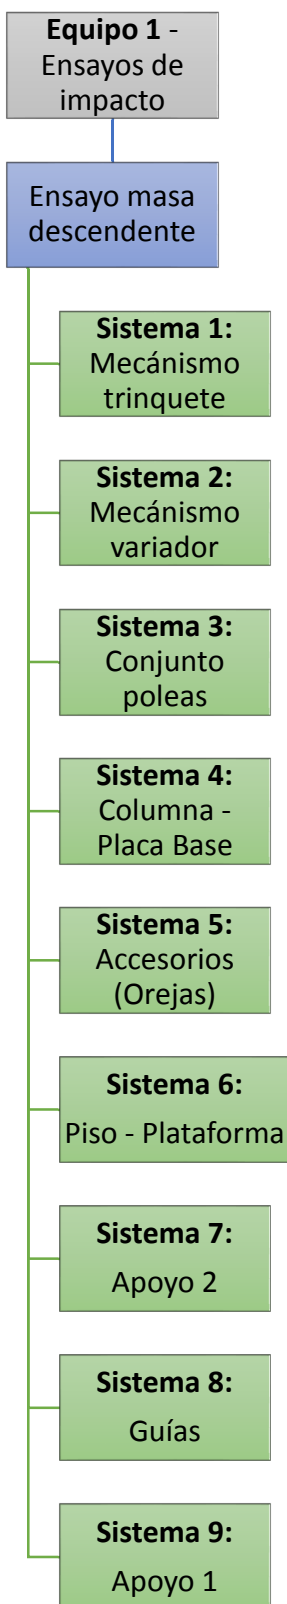 Equipo 1 -
Ensayos de
impacto
Ensayo masa
descendente
Sistema 1:
Mecánismo
trinquete
Sistema 2:
Mecánismo
variador
Sistema 3:
Conjunto
poleas
Sistema 4:
Columna -
Placa Base
Sistema 5:
Accesorios
(Orejas)
Sistema 6:
Piso - Plataforma
Sistema 7:
Apoyo 2
Sistema 8:
Guías
Sistema 9:
Apoyo 1